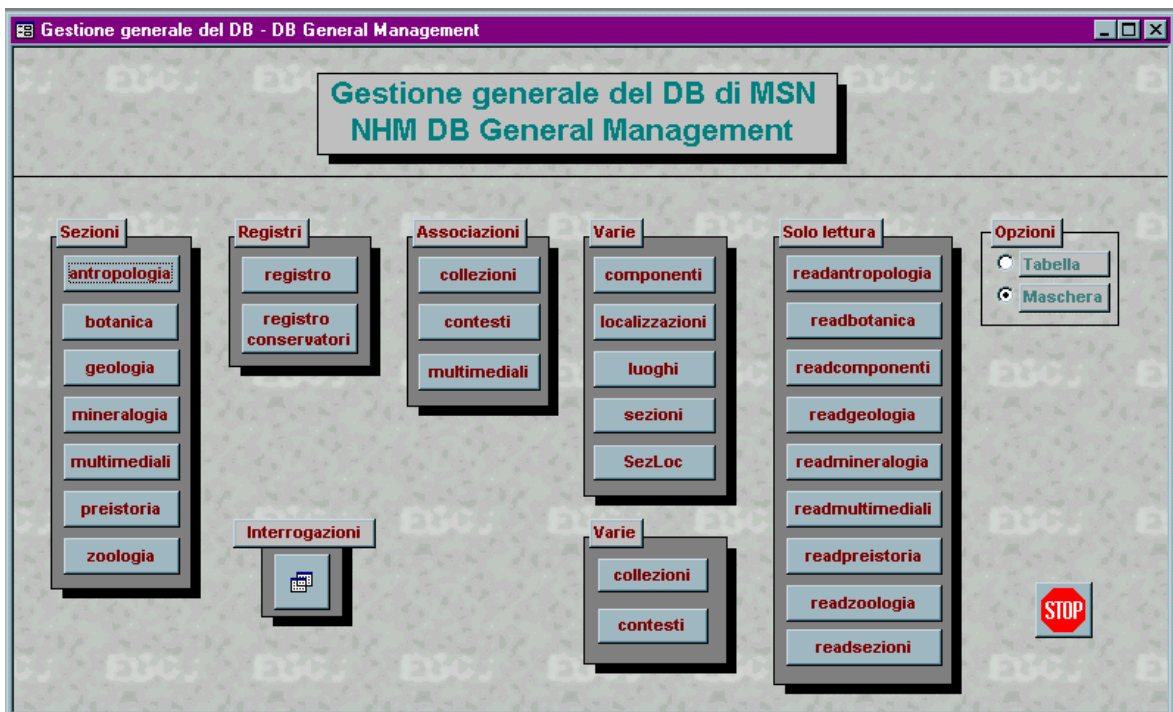 Gestione generale del DB - DB General Management
Gestione generale del DB di MSN
NHM DB General Management
Sezioni
antropologia
botanica
geologia
mineralogia
multimediali
preistoria
zoologia
Registri
registro
registro
conservatori
Interrogazioni
Associazioni
collezioni
contesti
multimediali
Varie
componenti
localizzazioni
luoghi
sezioni
SezLoc
Varie
collezioni
contesti
Solo lettura
readantropologia
readbotanica
readcomponenti
readgeologia
readmineralogia
readmultimediali
readpreistoria
readzoologia
readsezioni
Opzioni
Tabella
Maschera
STOP